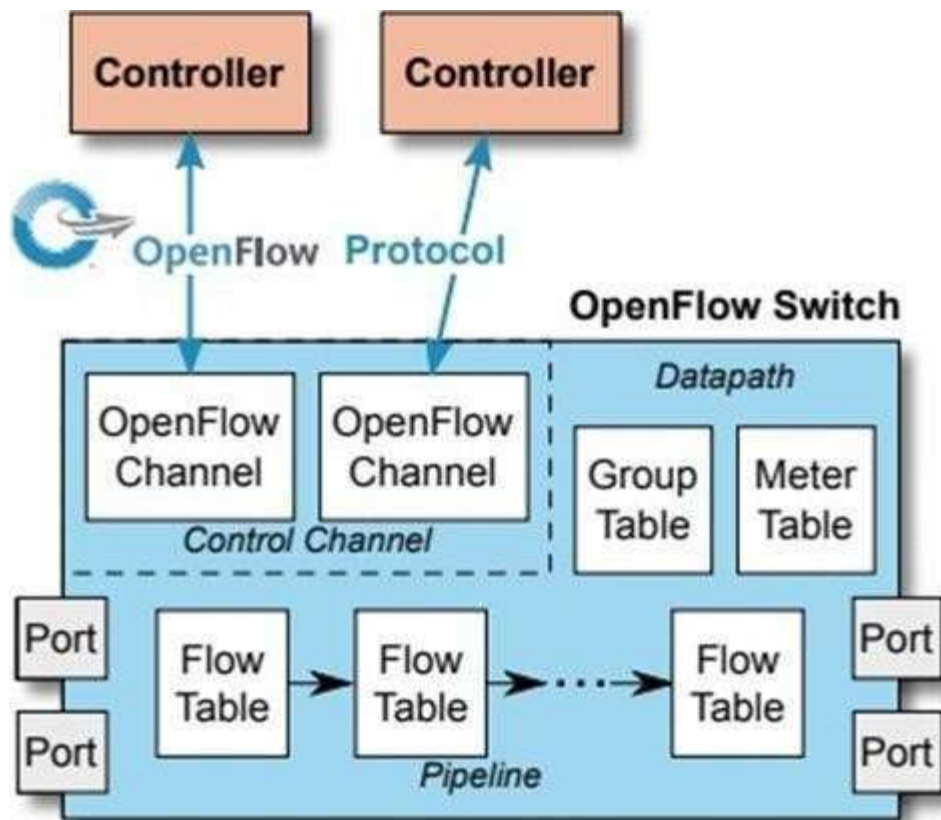 Controller
Controller
OpenFlow
Protocol
OpenFlow Switch
Datapath
OpenFlow
Channel
OpenFlow
Channel
Control Channel
Group
Table
Meter
Table
Port
Port
Flow
Table
Flow
Table
Flow
Table
Port
Port
Pipeline